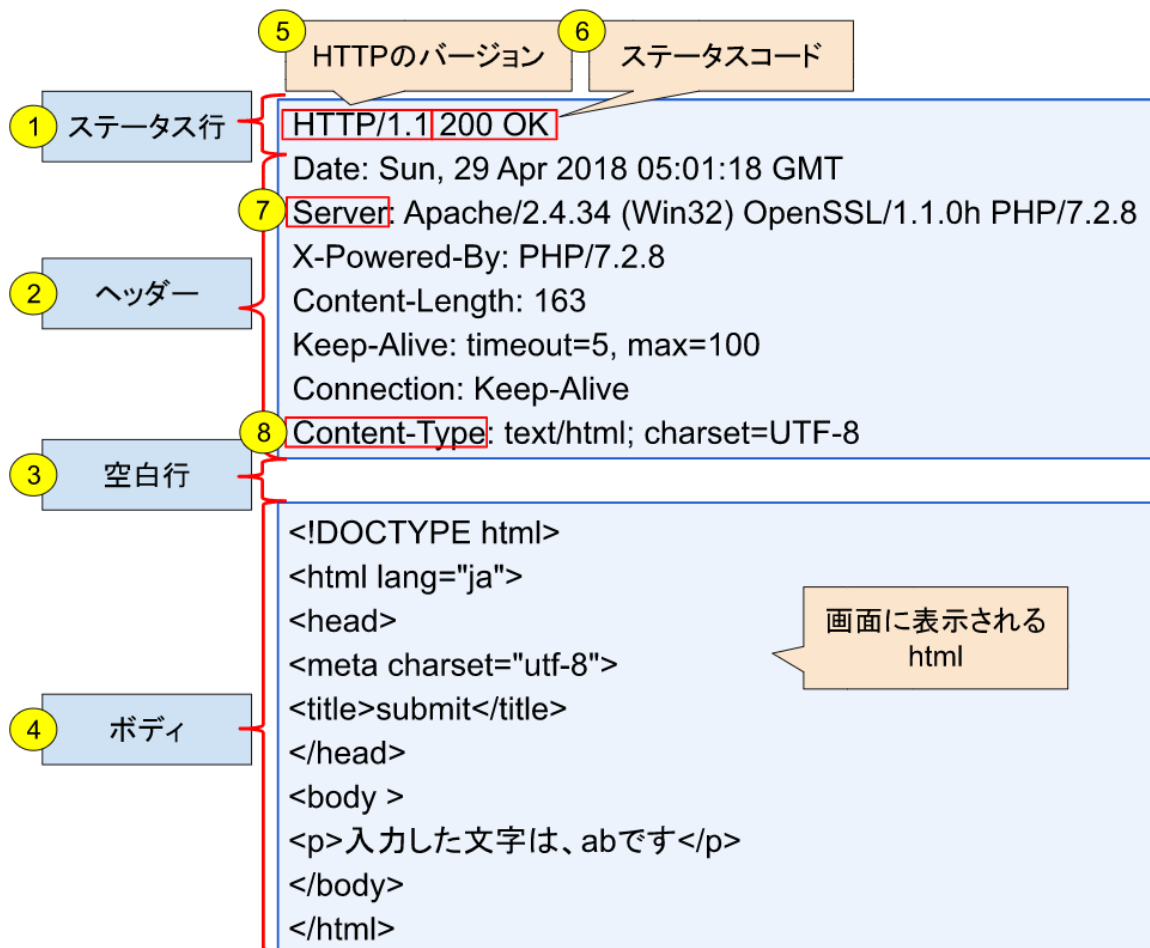 5
HTTPのバージョン
6
ステータスコード
1
ステータス行
HTTP/1.1 200 OK
Date: Sun, 29 Apr 2018 05:01:18 GMT
7
Server: Apache/2.4.34 (Win32) OpenSSL/1.1.0h PHP/7.2.8
X-Powered-By: PHP/7.2.8
2
ヘッダー
Content-Length: 163
Keep-Alive: timeout=5, max=100
Connection: Keep-Alive
8
Content-Type: text/html; charset=UTF-8
3
空白行
<!DOCTYPE html>
<html lang="ja">
<head>
<meta charset="utf-8">
<title>submit</title>
</head>
<body >
<p>入力した文字は、abです</p>
</body>
</html>
画面に表示される
html
4
ボディ